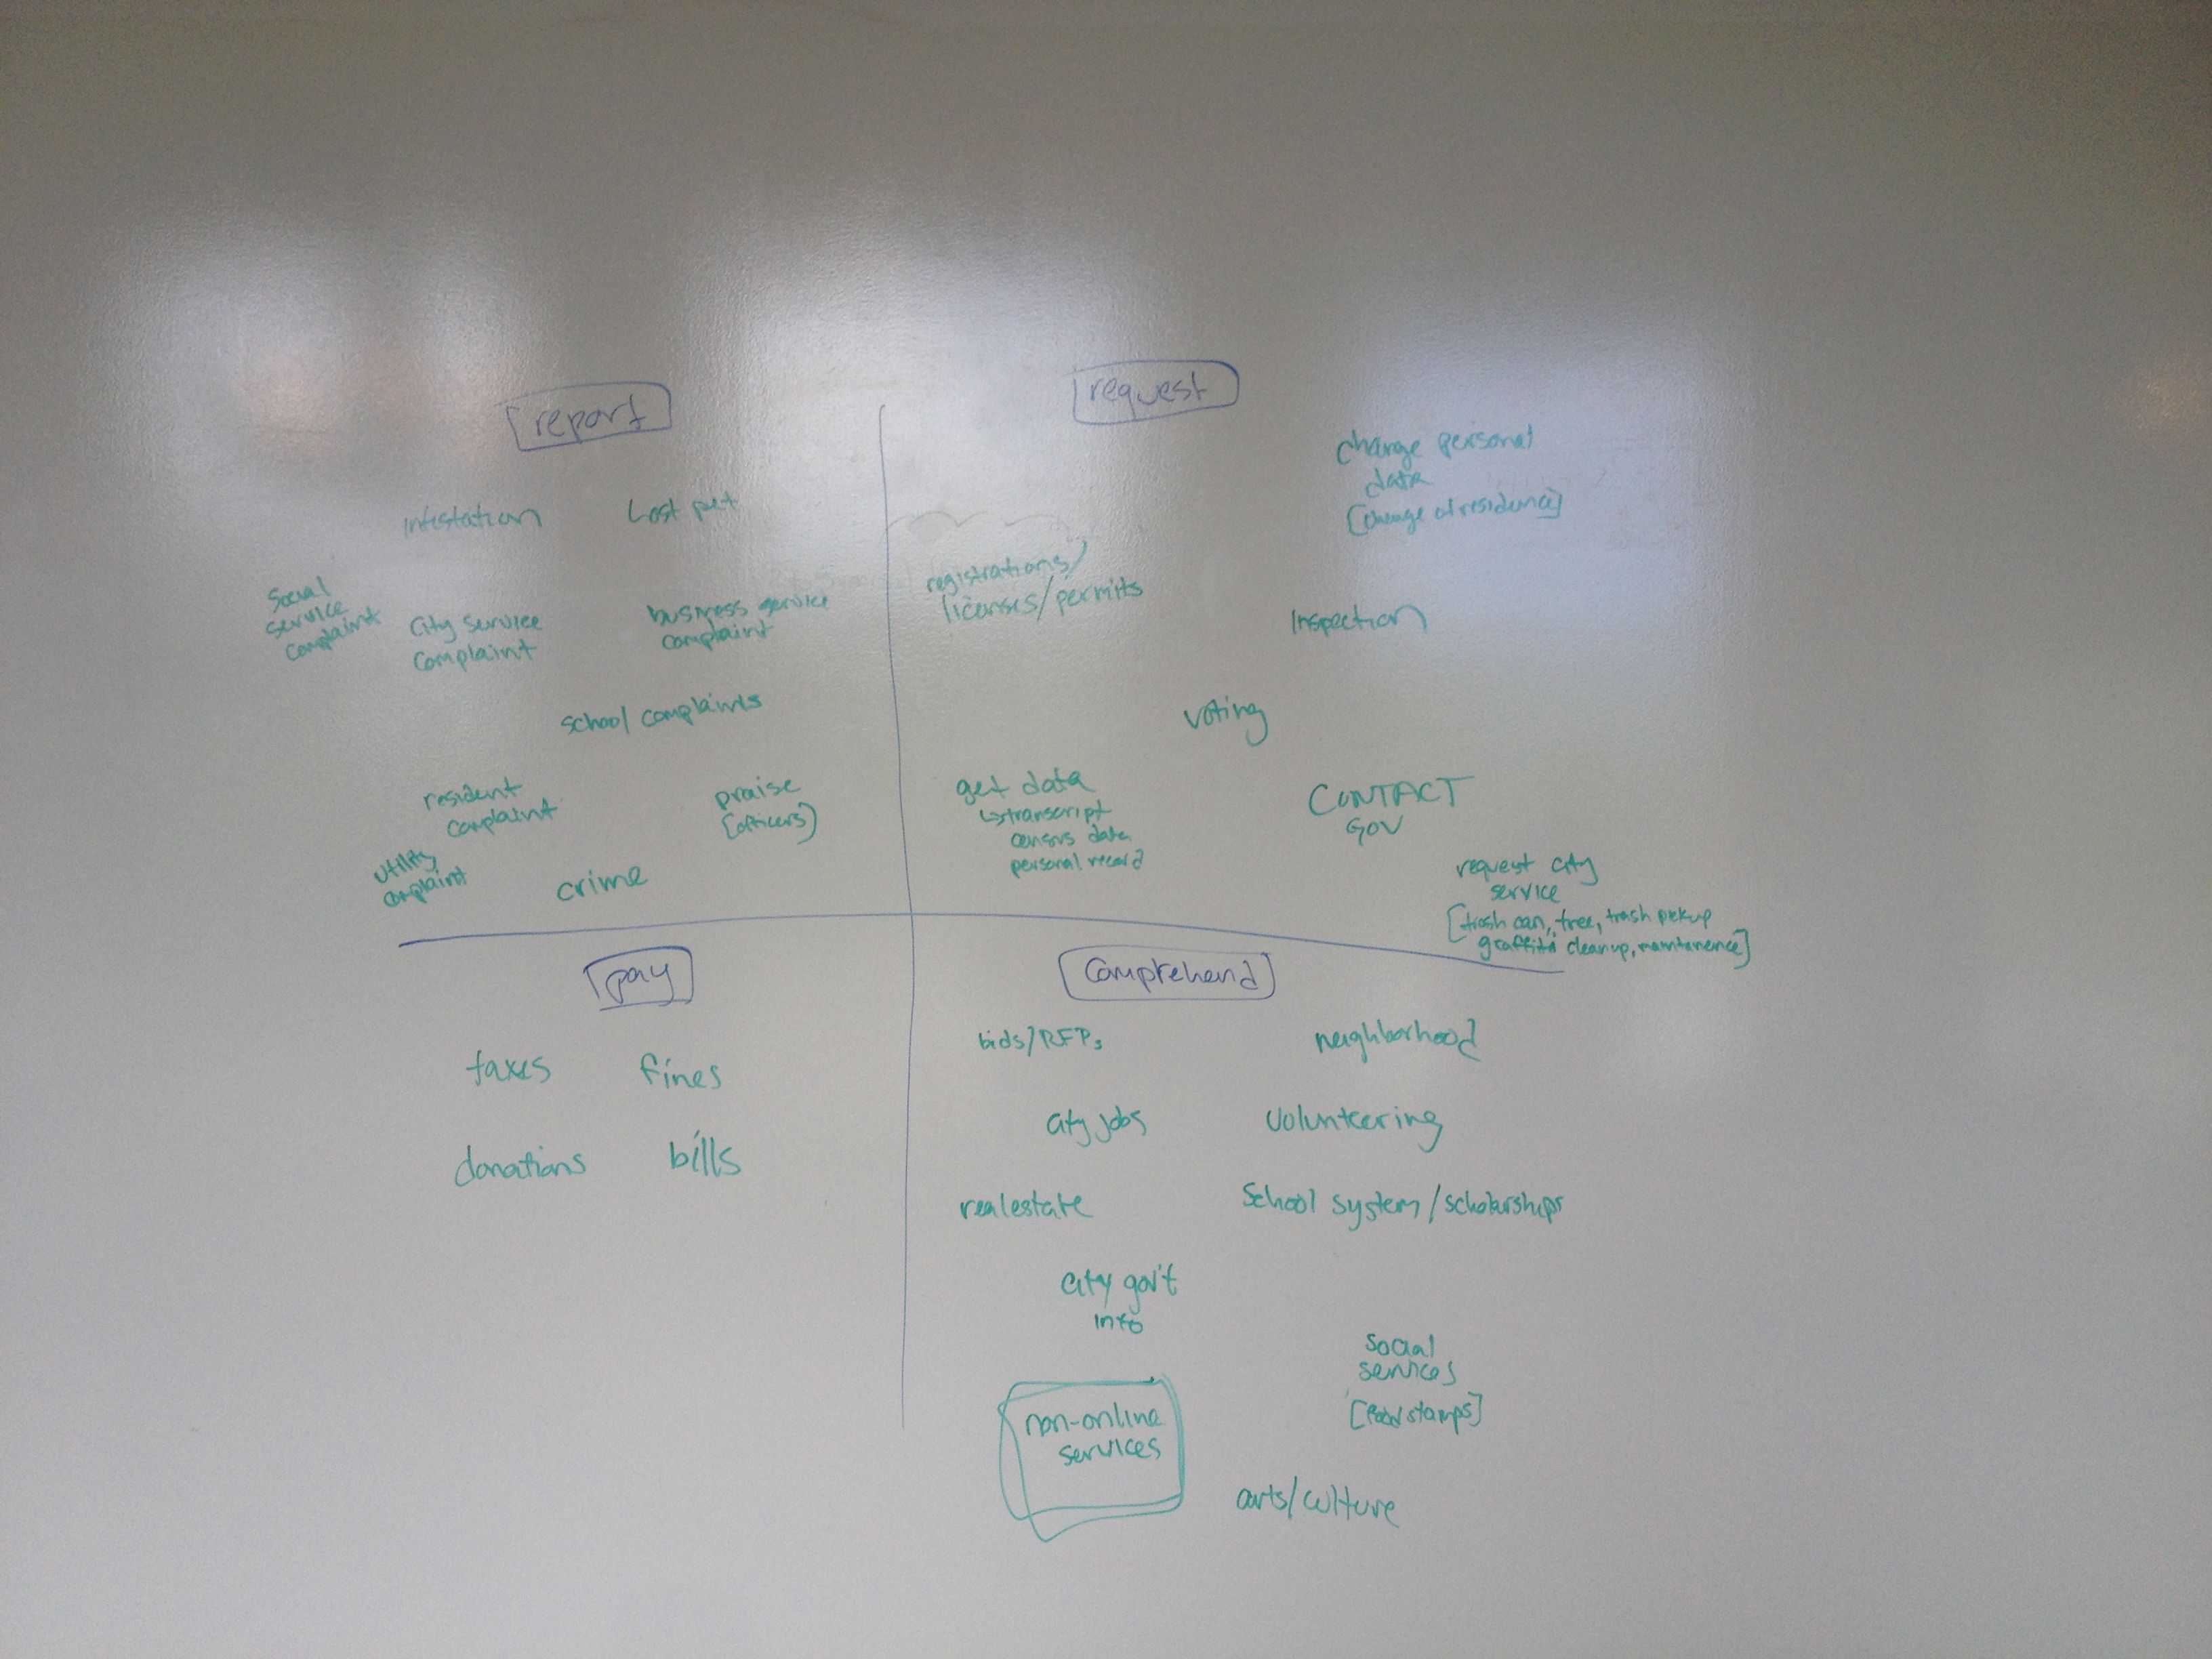 report
Infestation
Lost pet
Social
service
complaint
City Service
Complaint
business service
complaint
school complaints
resident
complaint
praise
[officers]
utility
complaint
crime
request
change personal
data
[change of residence]
registrations/
licenses/permits
Inspection
voting
get data
↳transcript
census data
personal record
CONTACT
GOV
request city
service
[trash can, tree, trash pickup
graffiti cleanup, maintenence]
pay
taxes
fines
donations
bills
Comprehend
bids/RFPs
neighborhood
city jobs
Volunteering
realestate
School system/scholarships
city gov't
info
social
services
[food stamps]
non-online
services
arts/culture